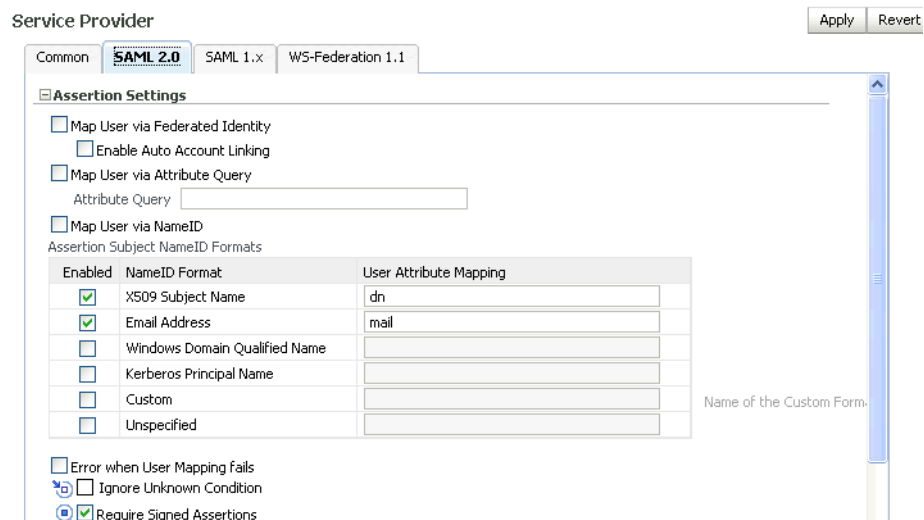 Service Provider
Apply Revert
Common SAML 2.0 SAML 1.x WS-Federation 1.1
Assertion Settings
Map User via Federated Identity
Enable Auto Account Linking
Map User via Attribute Query
Attribute Query
Map User via NameID
Assertion Subject NameID Formats
Enabled NameID Format User Attribute Mapping
X509 Subject Name dn
Email Address mail
Windows Domain Qualified Name
Kerberos Principal Name
Custom Name of the Custom Form
Unspecified
Error when User Mapping fails
Ignore Unknown Condition
Require Signed Assertions